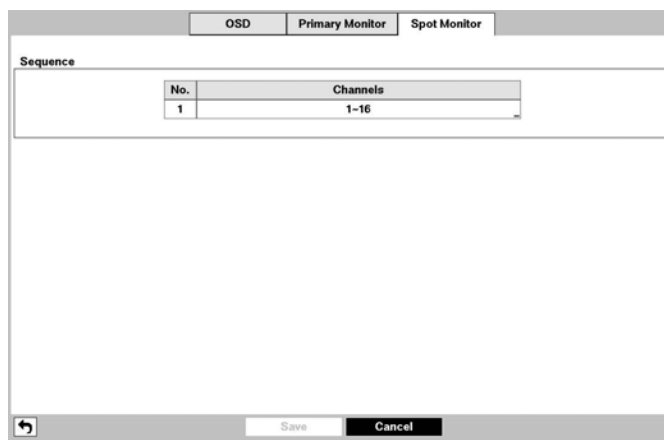 OSD Primary Monitor Spot Monitor
Sequence
No. Channels
1 1~16
Save Cancel